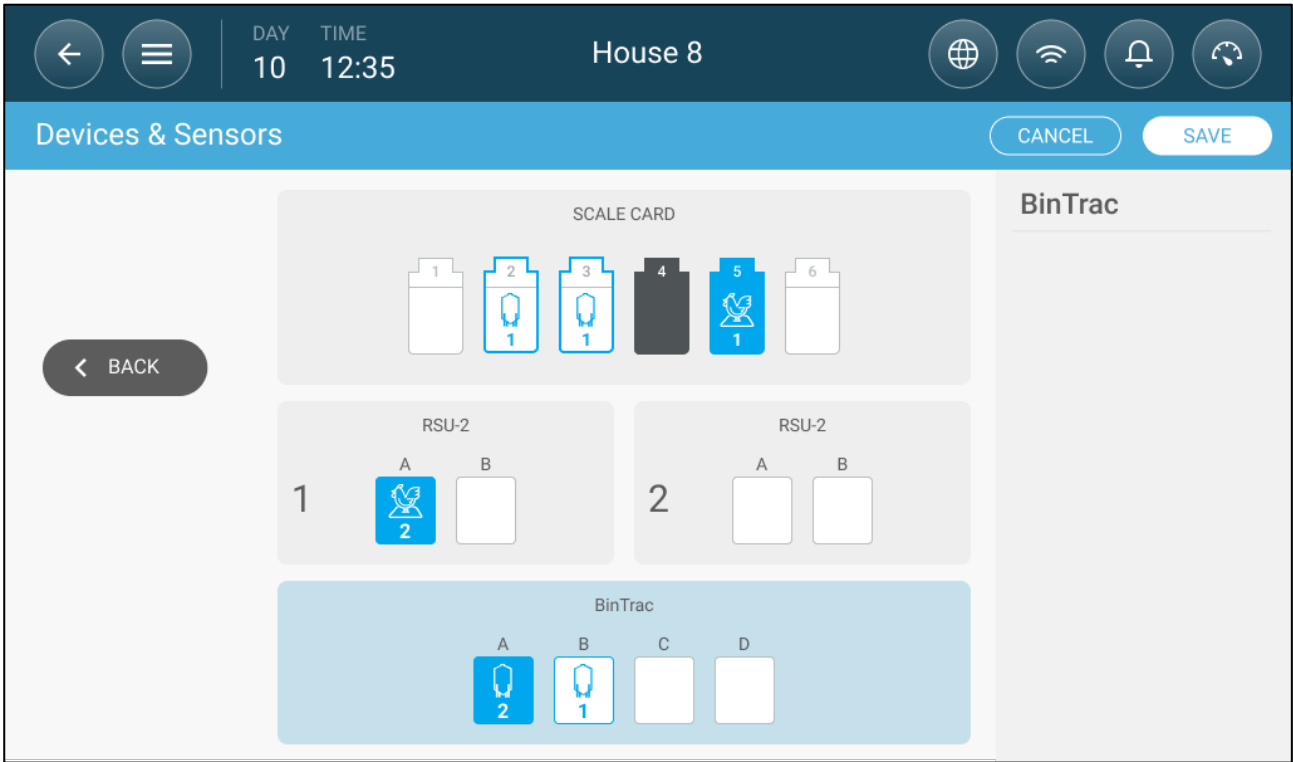 DAY TIME
10 12:35 House 8
Devices & Sensors CANCEL SAVE
SCALE CARD BinTrac
1 2 3 4 5 6
1 1 1
BACK
RSU-2 RSU-2
A B A B
1 2
2
BinTrac
A B C D
2 1